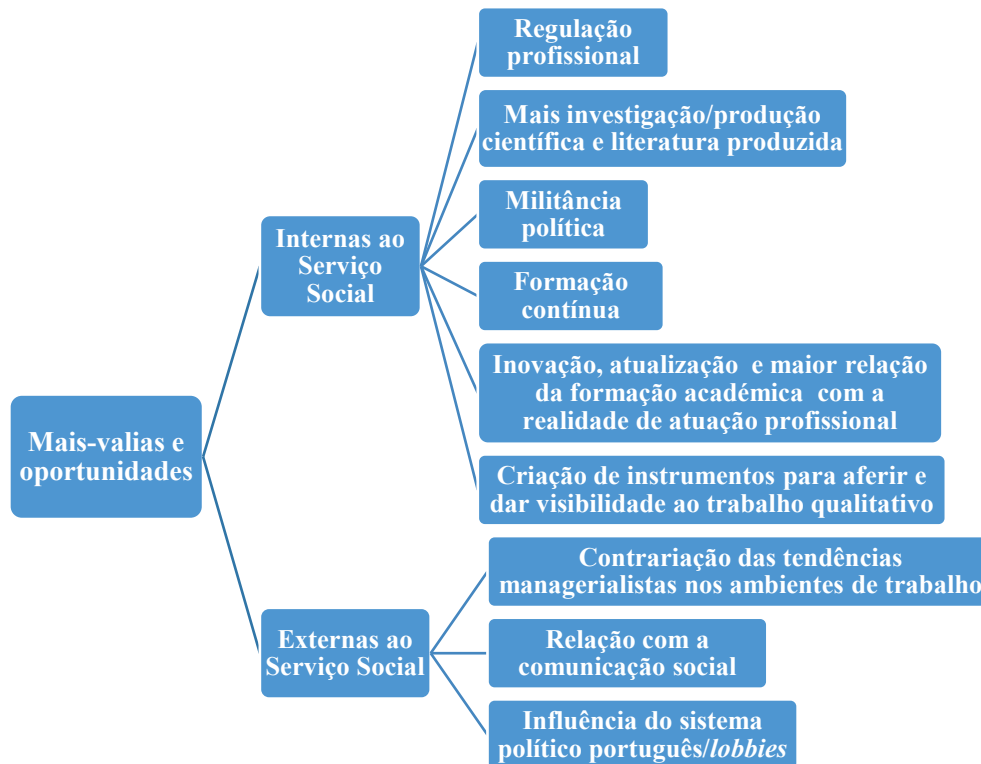 Mais-valias e
oportunidades
Internas ao
Serviço
Social
Regulação
profissional
Mais investigação/produção
científica e literatura produzida
Militância
política
Formação
contínua
Inovação, atualização e maior relação
da formação académica com a
realidade de atuação profissional
Criação de instrumentos para aferir e
dar visibilidade ao trabalho qualitativo
Externas ao
Serviço Social
Contrariação das tendências
managerialistas nos ambientes de trabalho
Relação com a
comunicação social
Influência do sistema
político português/lobbies